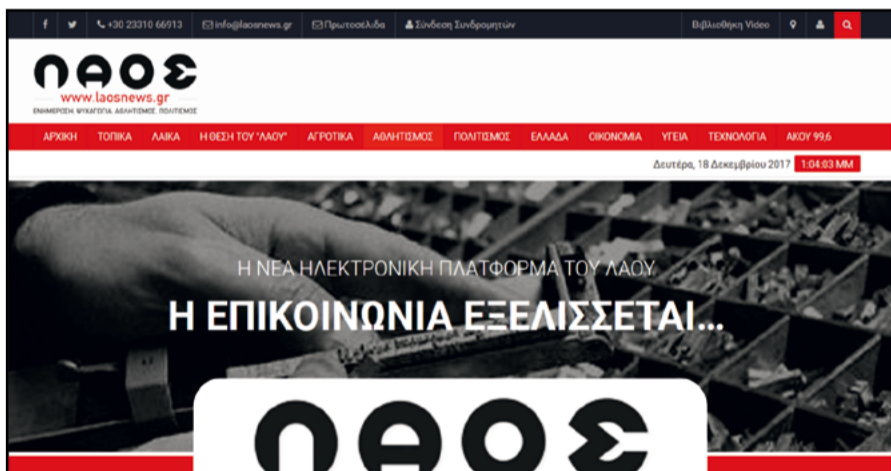 +30 23310 66913 info@laosnews.gr Πρωτοσέλιδα Σύνδεση Συνδρομητών Βιβλιοθήκη Video
ΛΑΟΣ
www.laosnews.gr
ΕΝΗΜΕΡΩΣΗ, ΨΥΧΑΓΩΓΙΑ, ΑΘΛΗΤΙΣΜΟΣ, ΠΟΛΙΤΙΣΜΟΣ
ΑΡΧΙΚΗ ΤΟΠΙΚΑ ΛΑΙΚΑ Η ΘΕΣΗ ΤΟΥ "ΛΑΟΥ" ΑΓΡΟΤΙΚΑ ΑΘΛΗΤΙΣΜΟΣ ΠΟΛΙΤΙΣΜΟΣ ΕΛΛΑΔΑ ΟΙΚΟΝΟΜΙΑ ΥΓΕΙΑ ΤΕΧΝΟΛΟΓΙΑ ΑΚΟΥ 99,6
Δευτέρα, 18 Δεκεμβρίου 2017 1:04:03 ΜΜ
Η ΝΕΑ ΗΛΕΚΤΡΟΝΙΚΗ ΠΛΑΤΦΟΡΜΑ ΤΟΥ ΛΑΟΥ
Η ΕΠΙΚΟΙΝΩΝΙΑ ΕΞΕΛΙΣΣΕΤΑΙ...
ΛΑΟΣ